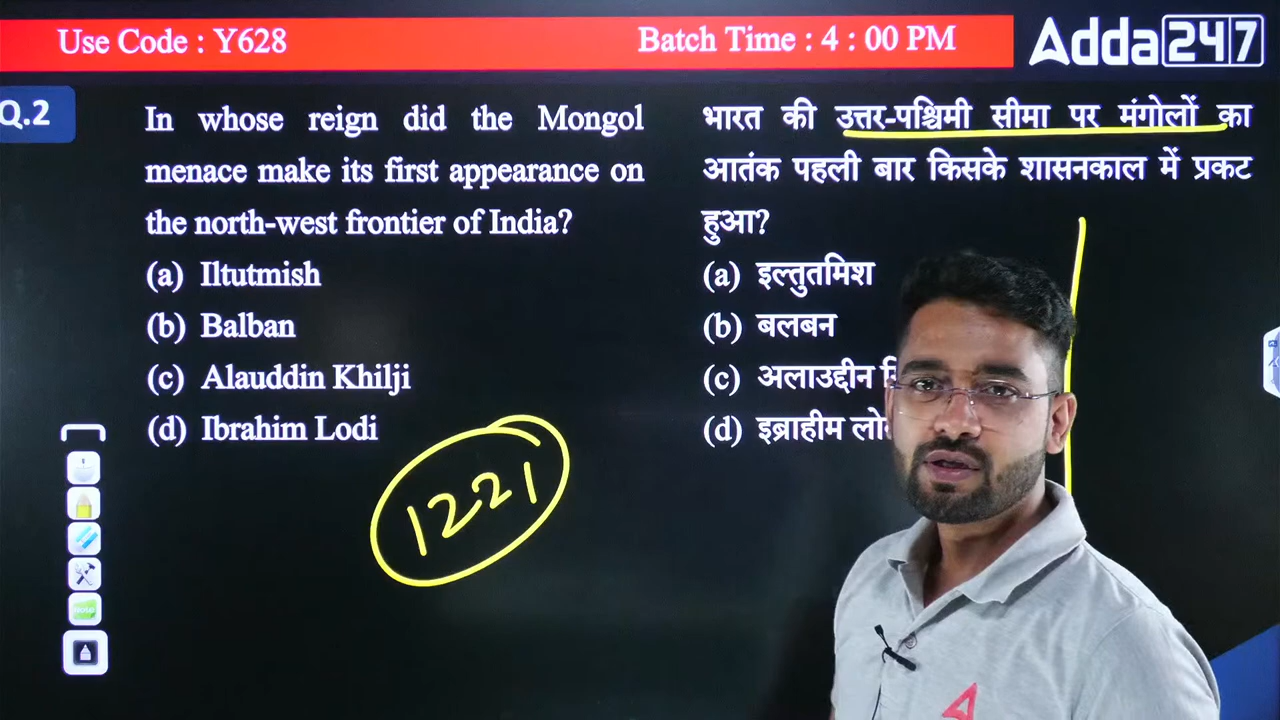 Use Code : Y628
Batch Time : 4 : 00 PM
Adda247
Q.2
In whose reign did the Mongol
menace make its first appearance on
the north-west frontier of India?
(a) Iltutmish
(b) Balban
(c) Alauddin Khilji
(d) Ibrahim Lodi
1221
भारत की उत्तर-पश्चिमी सीमा पर मंगोलों का
आतंक पहली बार किसके शासनकाल में प्रकट
हुआ?
(a) इल्तुतमिश
(b) बलबन
(c) अलाउद्दीन
(d) इब्राहीम